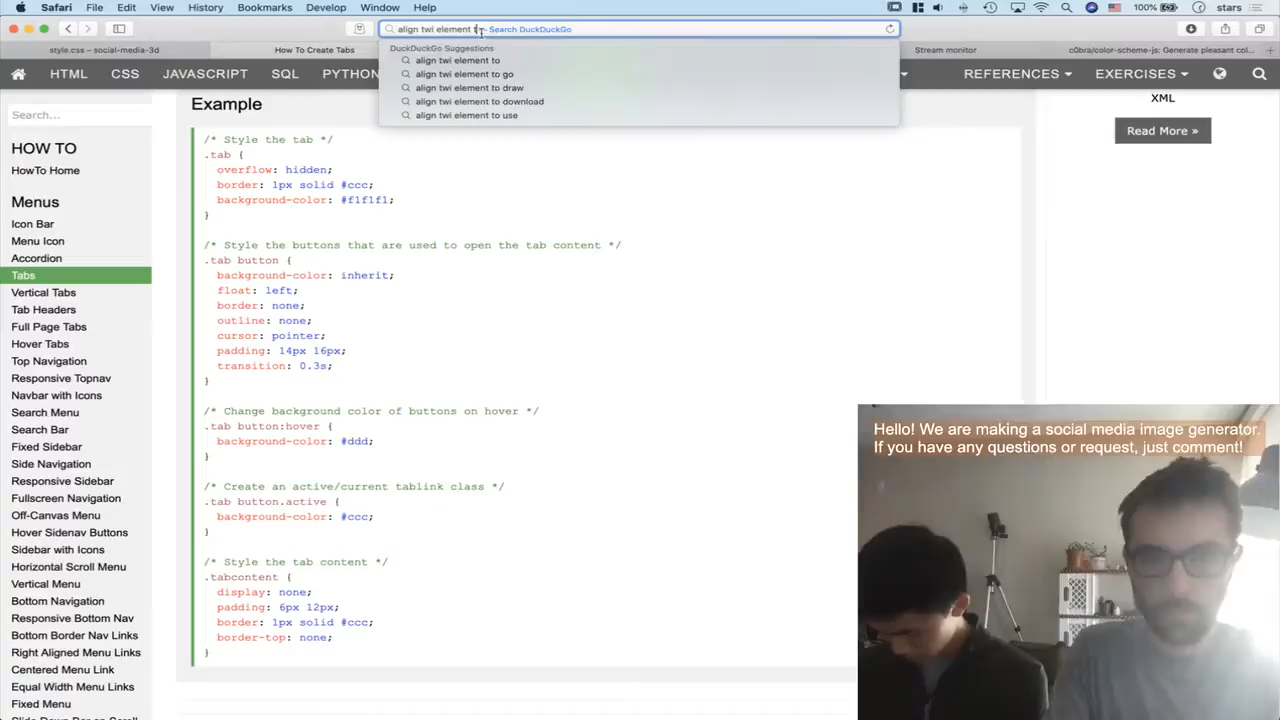 Safari File Edit View History Bookmarks Develop Window Help
100% stars
align twi element t - Search DuckDuckGo
DuckDuckGo Suggestions
align twi element to
align twi element to go
align twi element to draw
align twi element to download
align twi element to use
style.css – social-media-3d
How To Create Tabs
Stream monitor
c0bra/color-scheme-js: Generate pleasant col...
HTML CSS JAVASCRIPT SQL PYTHON
REFERENCES EXERCISES
Search...
HOW TO
HowTo Home
Menus
Icon Bar
Menu Icon
Accordion
Tabs
Vertical Tabs
Tab Headers
Full Page Tabs
Hover Tabs
Top Navigation
Responsive Topnav
Navbar with Icons
Search Menu
Search Bar
Fixed Sidebar
Side Navigation
Responsive Sidebar
Fullscreen Navigation
Off-Canvas Menu
Hover Sidenav Buttons
Sidebar with Icons
Horizontal Scroll Menu
Vertical Menu
Bottom Navigation
Responsive Bottom Nav
Bottom Border Nav Links
Right Aligned Menu Links
Centered Menu Link
Equal Width Menu Links
Fixed Menu
Slide Down Bar on Scroll
Example
/* Style the tab */
.tab {
overflow: hidden;
border: 1px solid #ccc;
background-color: #f1f1f1;
}
/* Style the buttons that are used to open the tab content */
.tab button {
background-color: inherit;
float: left;
border: none;
outline: none;
cursor: pointer;
padding: 14px 16px;
transition: 0.3s;
}
/* Change background color of buttons on hover */
.tab button:hover {
background-color: #ddd;
}
/* Create an active/current tablink class */
.tab button.active {
background-color: #ccc;
}
/* Style the tab content */
.tabcontent {
display: none;
padding: 6px 12px;
border: 1px solid #ccc;
border-top: none;
}
XML
Read More »
Hello! We are making a social media image generator.
If you have any questions or request, just comment!